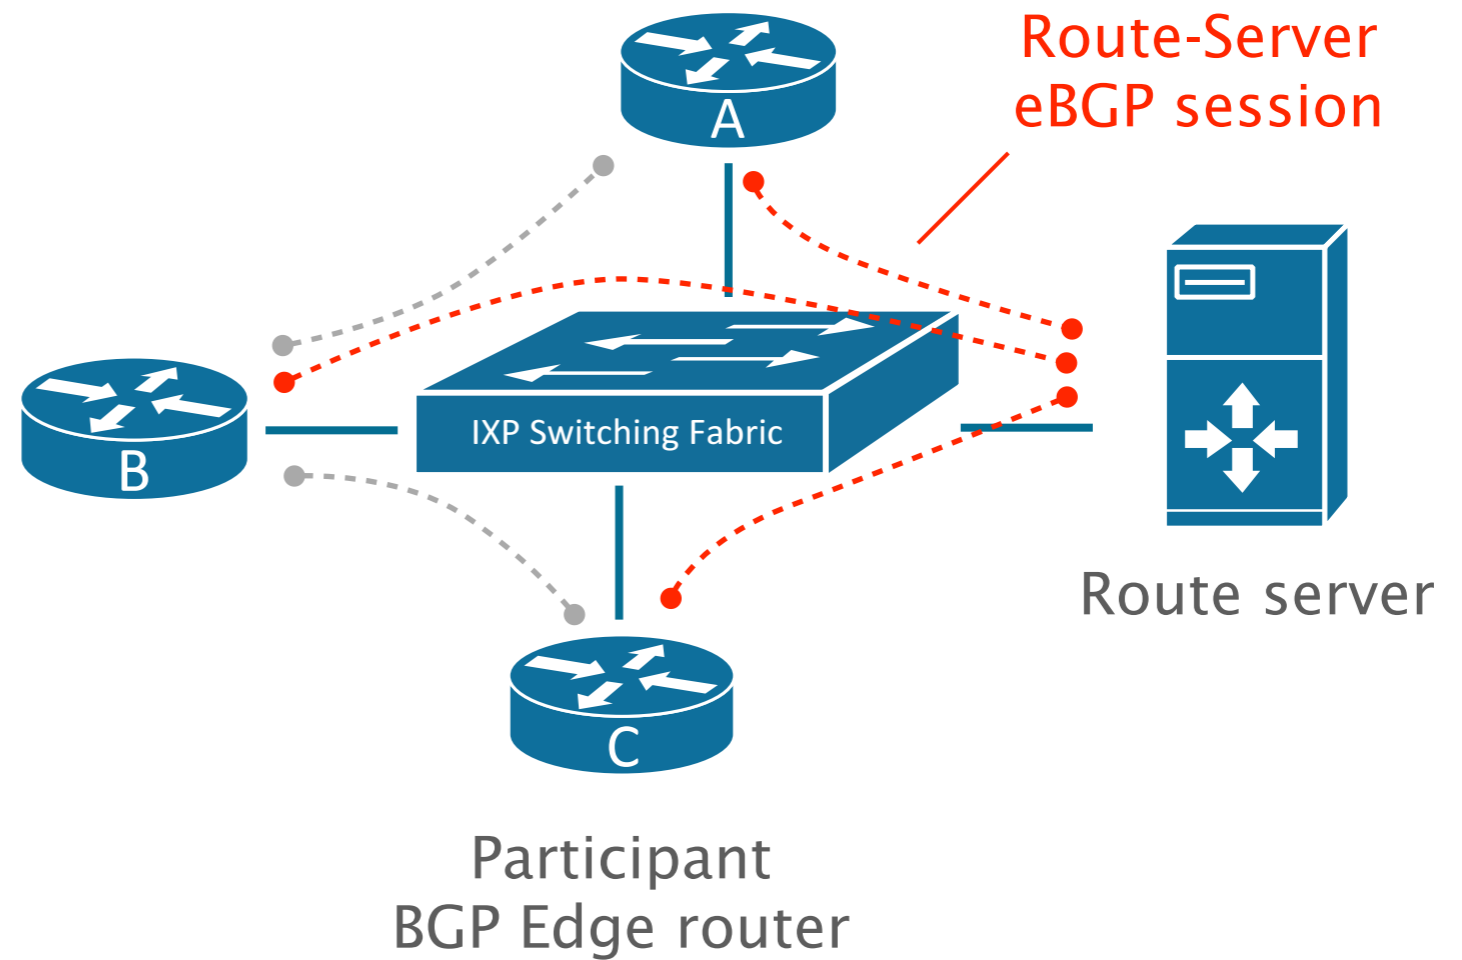 Route-Server
eBGP session
A
B
IXP Switching Fabric
Route server
C
Participant
BGP Edge router